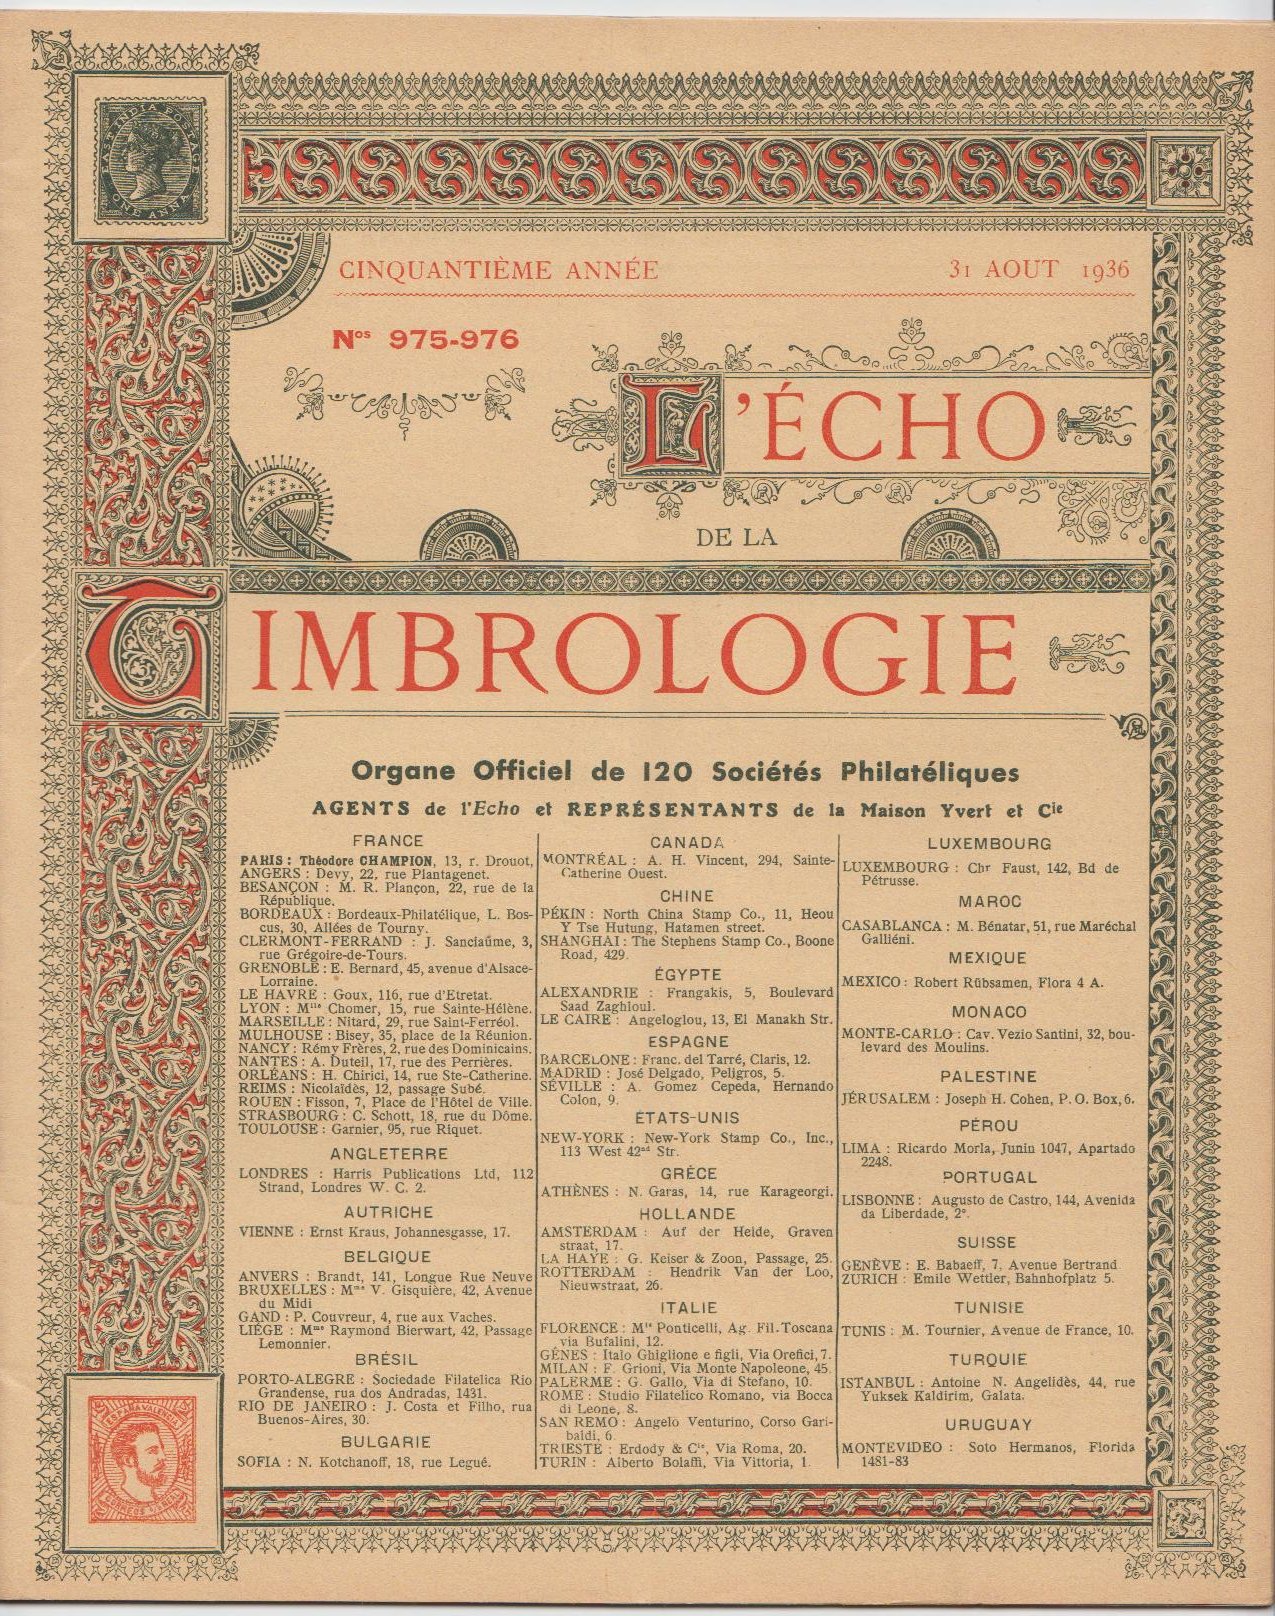 EAST INDIA POSTAGE
ONE ANNA
CINQUANTIÈME ANNÉE 31 AOUT 1936
Nos 975-976
L'ÉCHO
DE LA
TIMBROLOGIE
Organe Officiel de 120 Sociétés Philatéliques
AGENTS de l'Echo et REPRÉSENTANTS de la Maison Yvert et Cie
FRANCE
PARIS : Théodore CHAMPION, 13, r. Drouot,
ANGERS : Devy, 22, rue Plantagenet.
BESANÇON : M. R. Plançon, 22, rue de la
République.
BORDEAUX : Bordeaux-Philatélique, L. Bos-
cus, 30, Allées de Tourny.
CLERMONT-FERRAND : J. Sanciaûme, 3,
rue Grégoire-de-Tours.
GRENOBLE : E. Bernard, 45, avenue d'Alsace-
Lorraine.
LE HAVRE : Goux, 116, rue d'Etretat.
LYON : Mlle Chomer, 15, rue Sainte-Hélène.
MARSEILLE : Nitard, 29, rue Saint-Ferréol.
MULHOUSE : Bisey, 35, place de la Réunion.
NANCY : Rémy Frères, 2, rue des Dominicains.
NANTES : A. Duteil, 17, rue des Perrières.
ORLÉANS : H. Chirici, 14, rue Ste-Catherine.
REIMS : Nicolaïdès, 12, passage Subé.
ROUEN : Fisson, 7, Place de l'Hôtel de Ville.
STRASBOURG : C. Schott, 18, rue du Dôme.
TOULOUSE : Garnier, 95, rue Riquet.
ANGLETERRE
LONDRES : Harris Publications Ltd, 112
Strand, Londres W. C. 2.
AUTRICHE
VIENNE : Ernst Kraus, Johannesgasse, 17.
BELGIQUE
ANVERS : Brandt, 141, Longue Rue Neuve
BRUXELLES : Mme V. Gisquière, 42, Avenue
du Midi
GAND : P. Couvreur, 4, rue aux Vaches.
LIÉGE : Mme Raymond Bierwart, 42, Passage
Lemonnier.
BRÉSIL
PORTO-ALEGRE : Sociedade Filatelica Rio
Grandense, rua dos Andradas, 1431.
RIO DE JANEIRO : J. Costa et Filho, rua
Buenos-Aires, 30.
BULGARIE
SOFIA : N. Kotchanoff, 18, rue Legué.
CANADA
MONTRÉAL : A. H. Vincent, 294, Sainte-
Catherine Ouest.
CHINE
PÉKIN : North China Stamp Co., 11, Heou
Y Tse Hutung, Hatamen street.
SHANGHAI : The Stephens Stamp Co., Boone
Road, 429.
ÉGYPTE
ALEXANDRIE : Frangakis, 5, Boulevard
Saad Zaghloul.
LE CAIRE : Angeloglou, 13, El Manakh Str.
ESPAGNE
BARCELONE : Franc. del Tarré, Claris, 12.
MADRID : José Delgado, Peligros, 5.
SÉVILLE : A. Gomez Cepeda, Hernando
Colon, 9.
ÉTATS-UNIS
NEW-YORK : New-York Stamp Co., Inc.,
113 West 42nd Str.
GRÈCE
ATHÈNES : N. Garas, 14, rue Karageorgi.
HOLLANDE
AMSTERDAM : Auf der Heide, Graven
straat, 17.
LA HAYE : G. Keiser & Zoon, Passage, 25.
ROTTERDAM : Hendrik Van der Loo,
Nieuwstraat, 26.
ITALIE
FLORENCE : Mlle Ponticelli, Ag. Fil. Toscana
via Bufalini, 12.
GÊNES : Italo Ghiglione e figli, Via Orefici, 7.
MILAN : F. Grioni, Via Monte Napoleone, 45.
PALERME : G. Gallo, Via di Stefano, 10.
ROME : Studio Filatelico Romano, via Bocca
di Leone, 8.
SAN REMO : Angelo Venturino, Corso Gari-
baldi, 6.
TRIESTE : Erdody & Cie, Via Roma, 20.
TURIN : Alberto Bolaffi, Via Vittoria, 1.
LUXEMBOURG
LUXEMBOURG : Chr Faust, 142, Bd de
Pétrusse.
MAROC
CASABLANCA : M. Bénatar, 51, rue Maréchal
Galliéni.
MEXIQUE
MEXICO : Robert Rübsamen, Flora 4 A.
MONACO
MONTE-CARLO : Cav. Vezio Santini, 32, bou-
levard des Moulins.
PALESTINE
JÉRUSALEM : Joseph H. Cohen, P. O. Box, 6.
PÉROU
LIMA : Ricardo Morla, Junin 1047, Apartado
2248.
PORTUGAL
LISBONNE : Augusto de Castro, 144, Avenida
da Liberdade, 2°.
SUISSE
GENÈVE : E. Babaeff, 7, Avenue Bertrand
ZURICH : Emile Wettler, Bahnhofplatz 5.
TUNISIE
TUNIS : M. Tournier, Avenue de France, 10.
TURQUIE
ISTANBUL : Antoine N. Angelidès, 44, rue
Yuksek Kaldirim, Galata.
URUGUAY
MONTEVIDEO : Soto Hermanos, Florida
1481-83
ESPAÑA VALENCIA